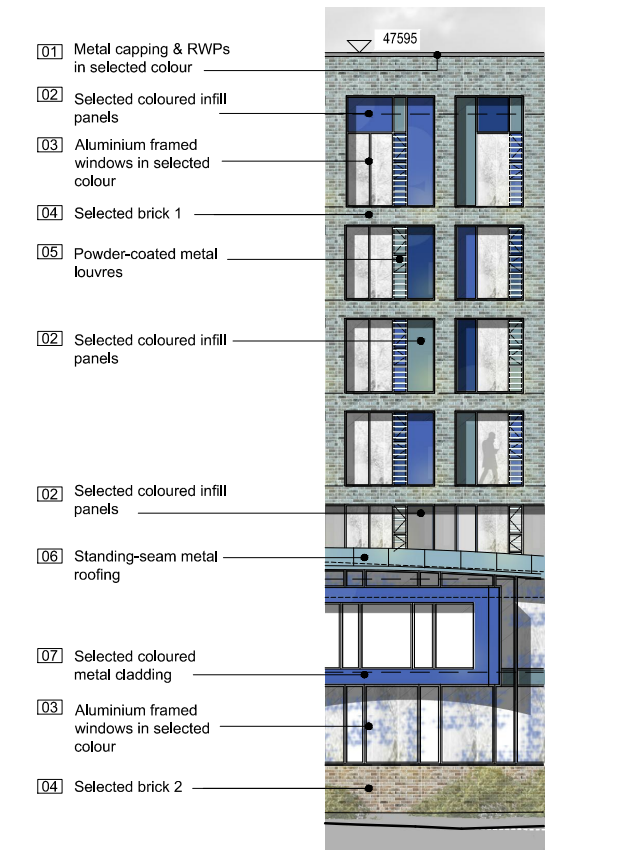 47595
01 Metal capping & RWPs
in selected colour
02 Selected coloured infill
panels
03 Aluminium framed
windows in selected
colour
04 Selected brick 1
05 Powder-coated metal
louvres
02 Selected coloured infill
panels
02 Selected coloured infill
panels
06 Standing-seam metal
roofing
07 Selected coloured
metal cladding
03 Aluminium framed
windows in selected
colour
04 Selected brick 2